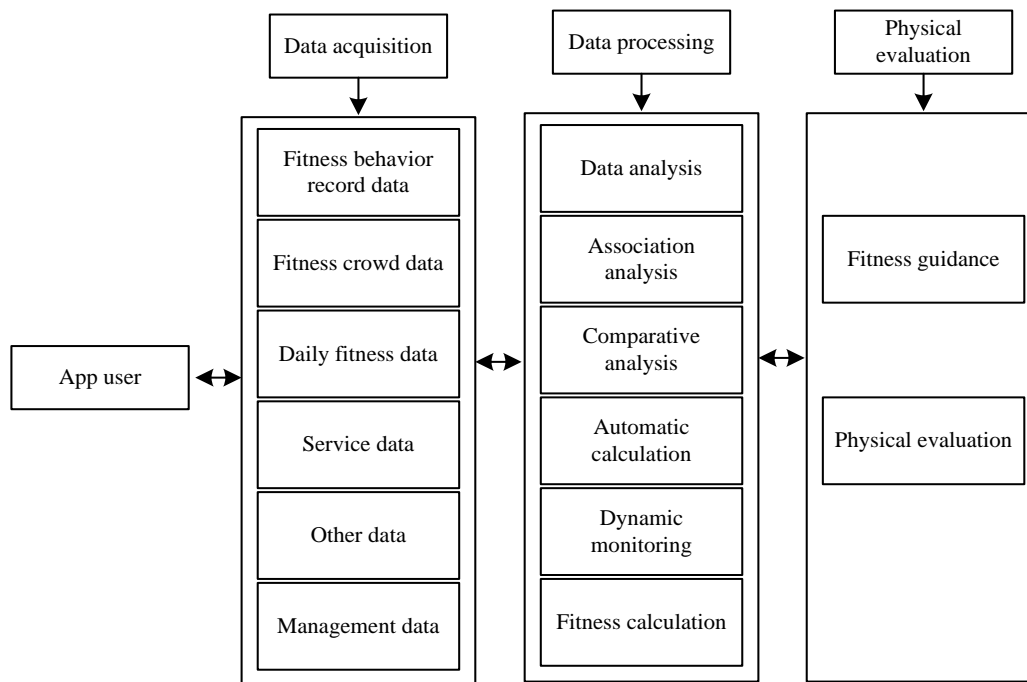 Data acquisition
Data processing
Physical
evaluation
Fitness behavior
record data
Fitness crowd data
Daily fitness data
Service data
Other data
Management data
Data analysis
Association
analysis
Comparative
analysis
Automatic
calculation
Dynamic
monitoring
Fitness calculation
Fitness guidance
Physical evaluation
App user